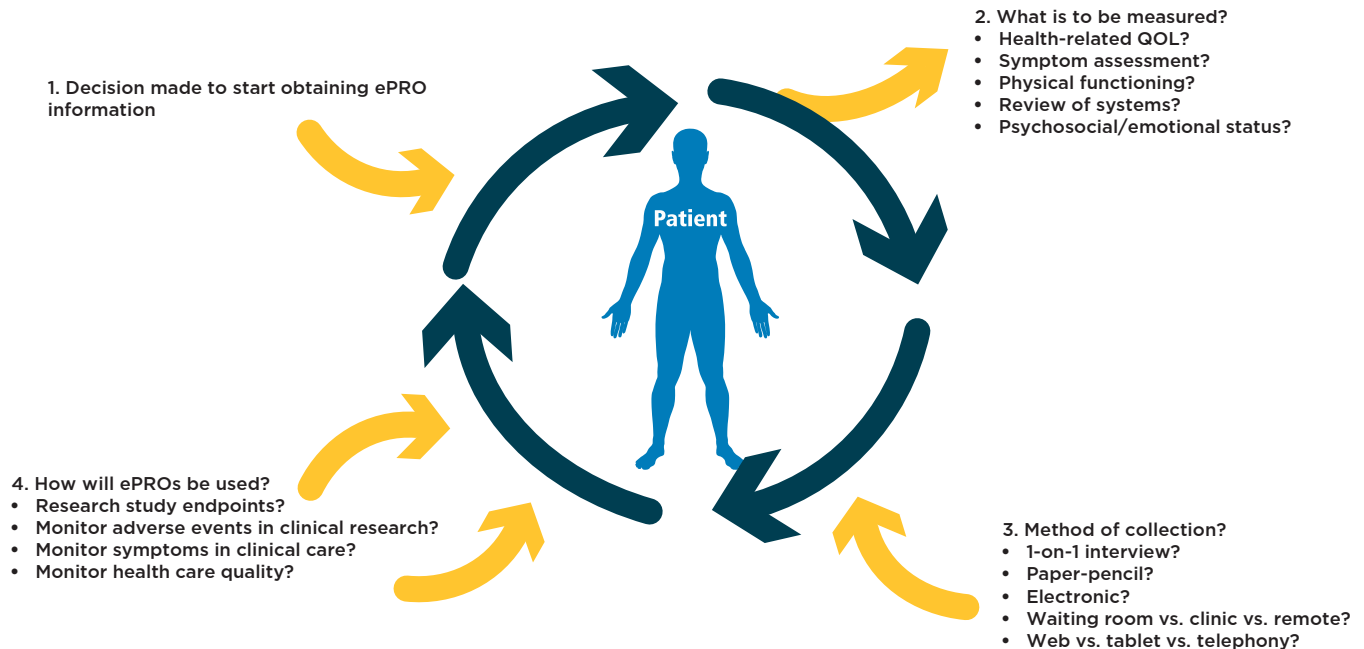 1. Decision made to start obtaining ePRO
information
2. What is to be measured?
• Health-related QOL?
• Symptom assessment?
• Physical functioning?
• Review of systems?
• Psychosocial/emotional status?
Patient
3. Method of collection?
• 1-on-1 interview?
• Paper-pencil?
• Electronic?
• Waiting room vs. clinic vs. remote?
• Web vs. tablet vs. telephony?
4. How will ePROs be used?
• Research study endpoints?
• Monitor adverse events in clinical research?
• Monitor symptoms in clinical care?
• Monitor health care quality?